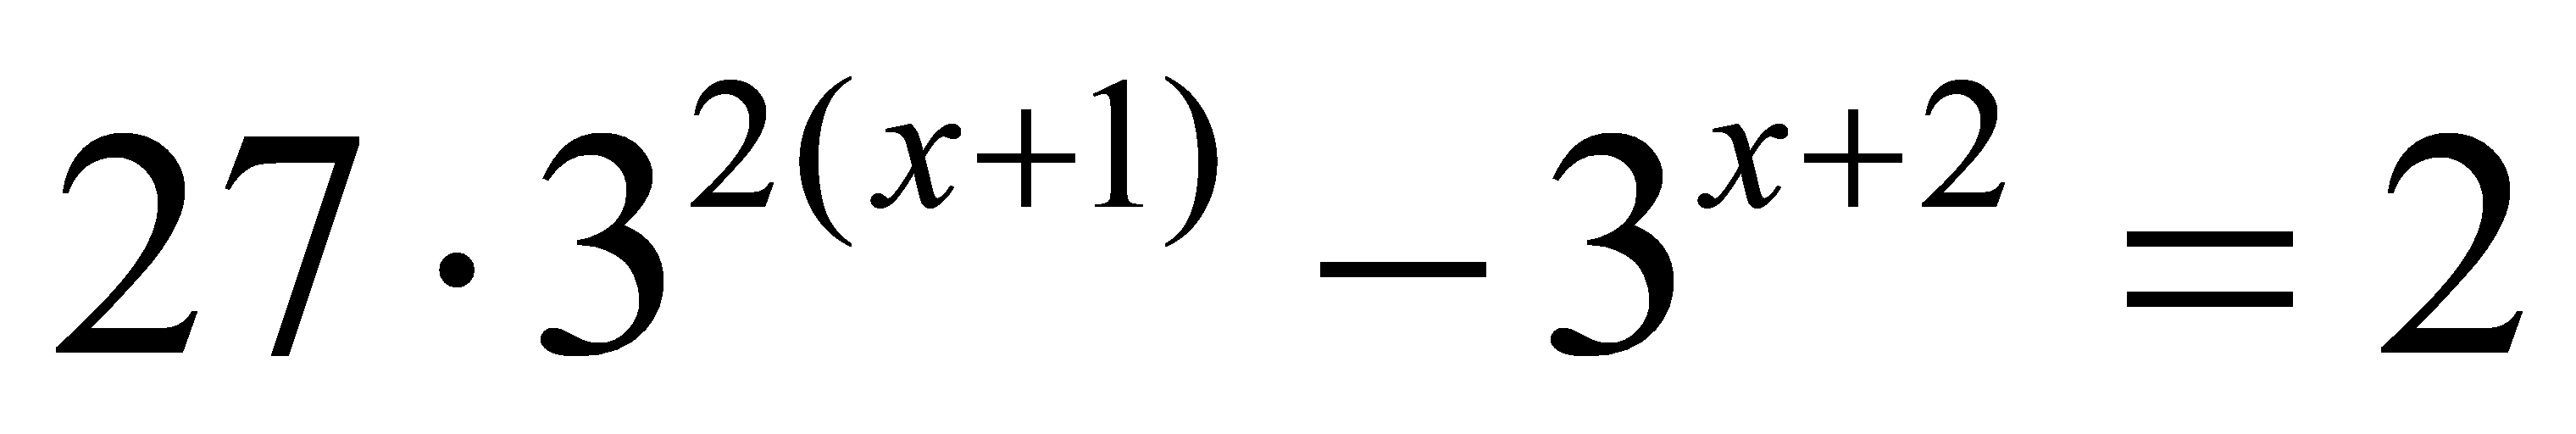 27·3^{2(x+1)} − 3^{x+2} = 2